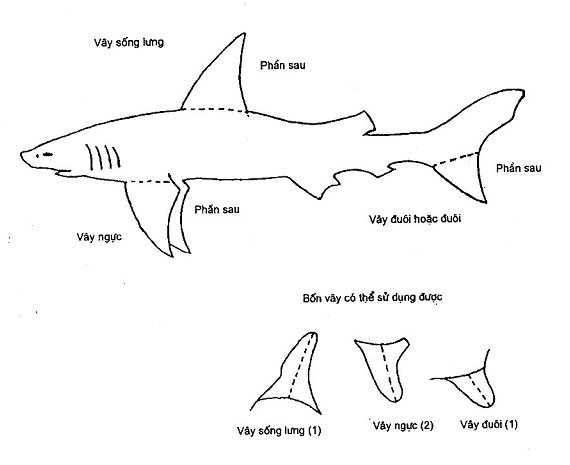 Vây sống lưng
Phần sau
Phần sau
Phần sau
Vây ngực
Vây đuôi hoặc đuôi
Bốn vây có thể sử dụng được
Vây sống lưng (1)
Vây ngực (2)
Vây đuôi (1)